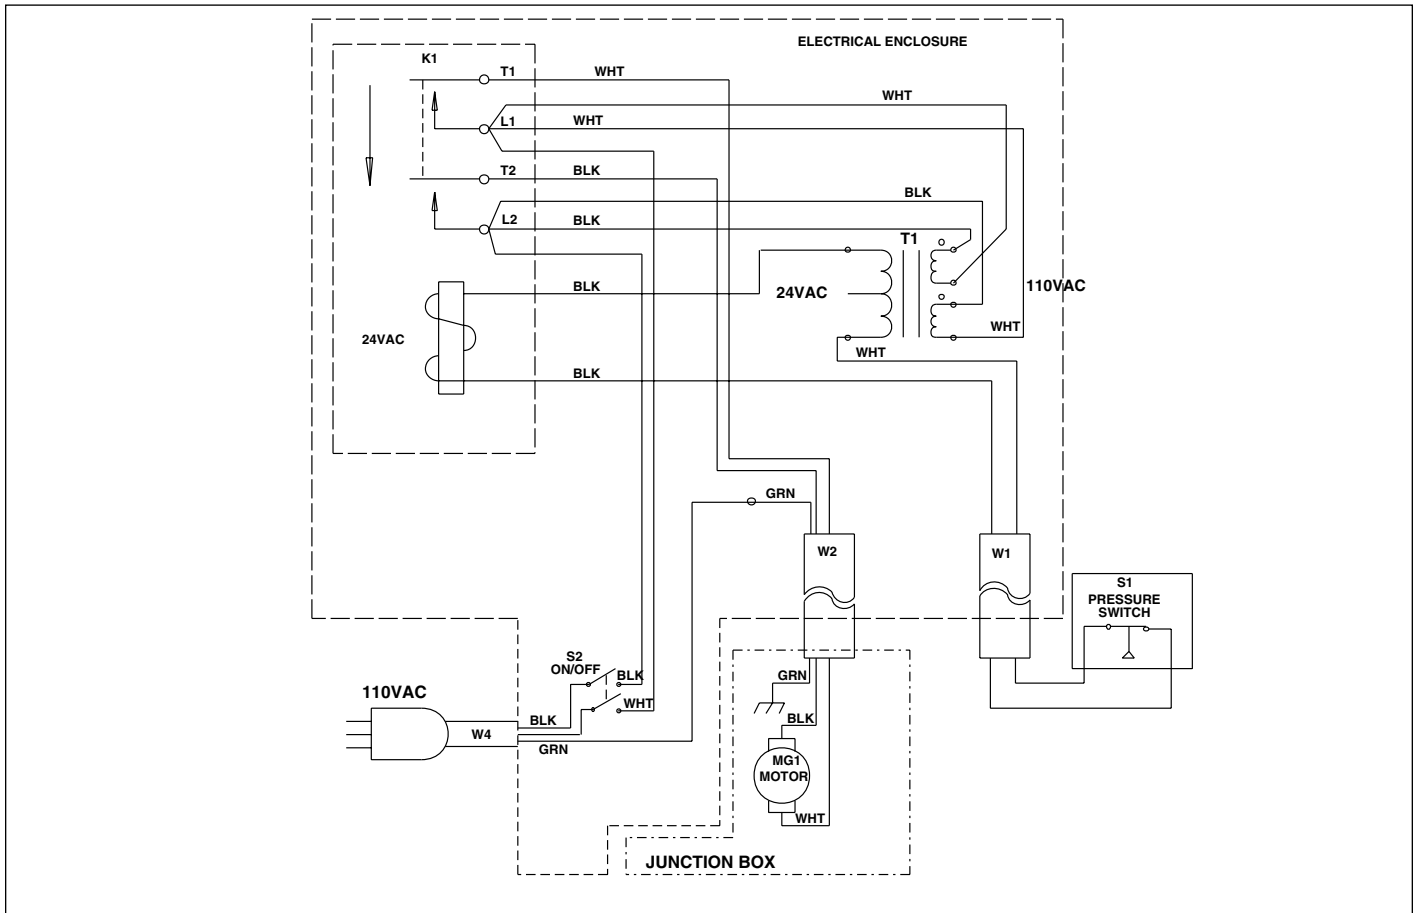 ELECTRICAL ENCLOSURE
K1
T1
WHT
WHT
L1
WHT
T2
BLK
BLK
L2
BLK
T1
BLK
24VAC
110VAC
24VAC
WHT
WHT
BLK
GRN
W2
W1
S1
PRESSURE
SWITCH
S2
ON/OFF
BLK
GRN
110VAC
WHT
BLK
BLK
W4
GRN
MG1
MOTOR
WHT
JUNCTION BOX